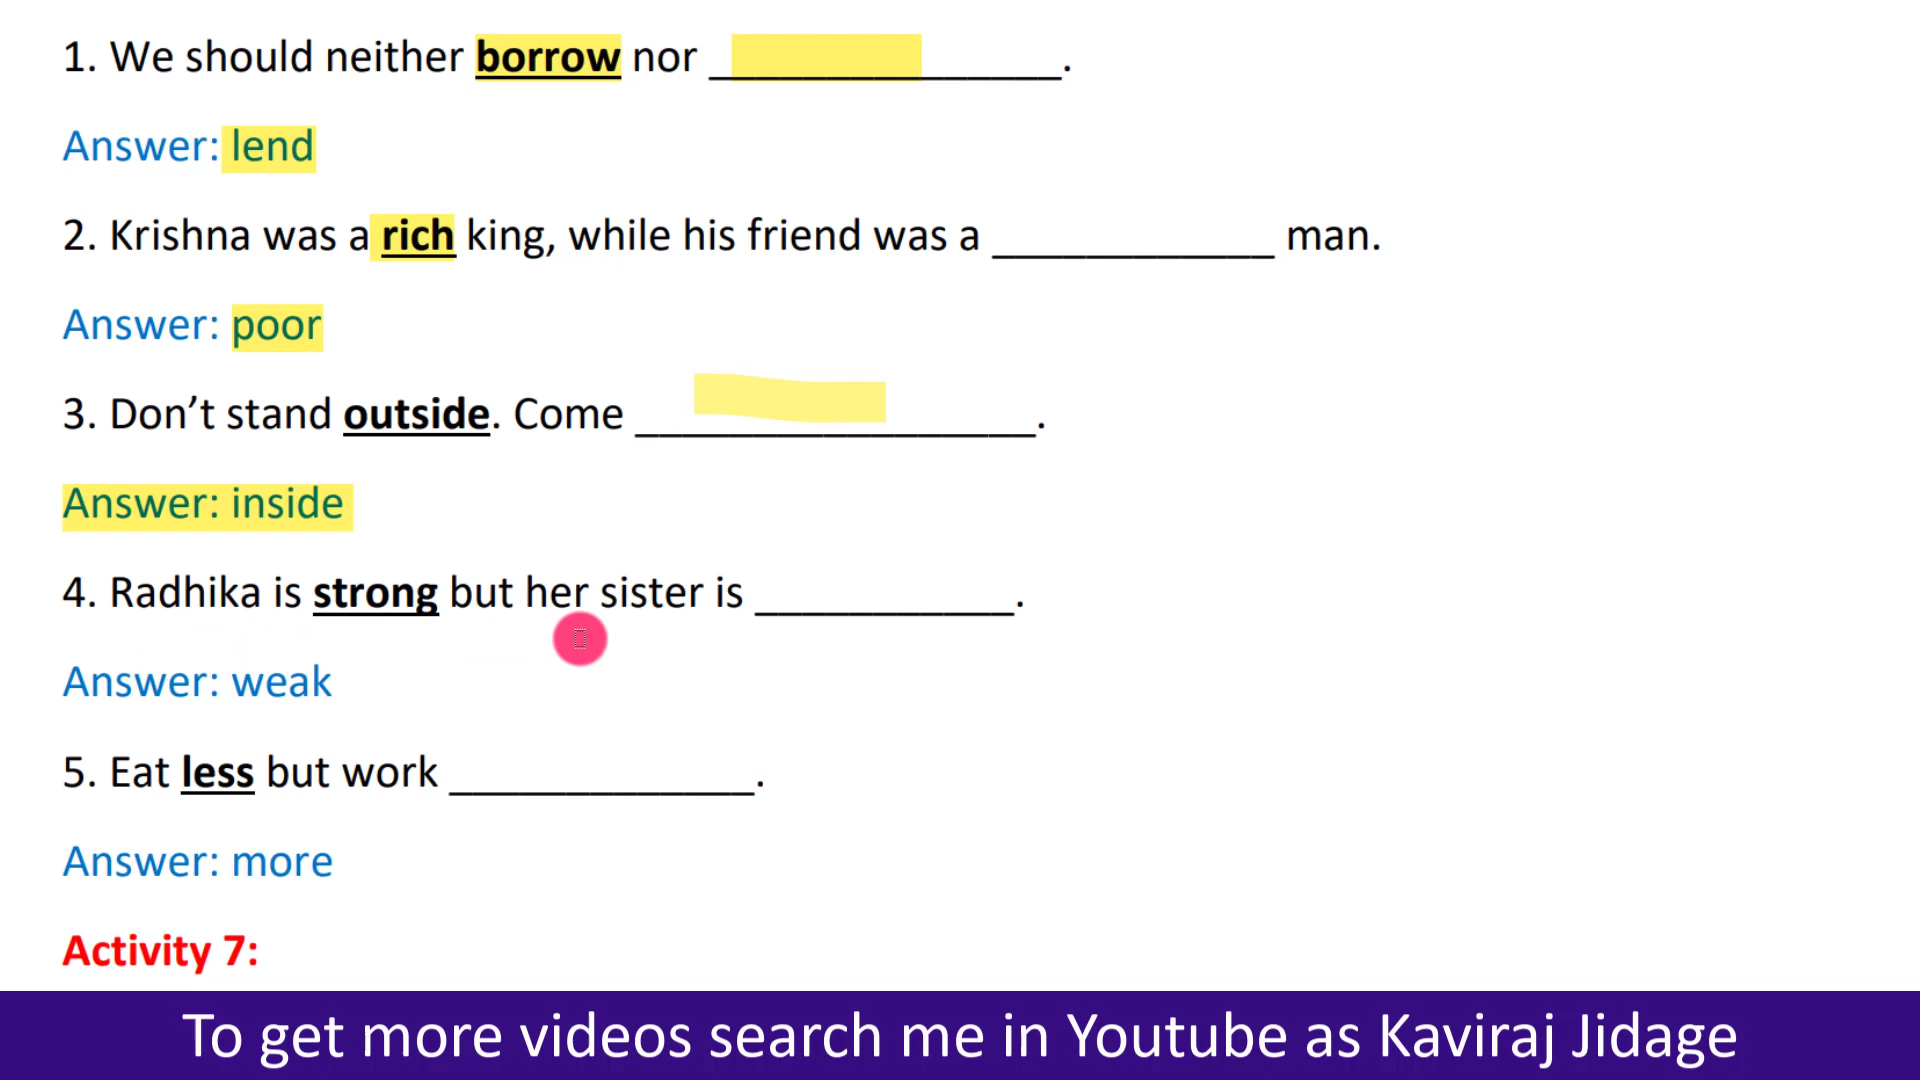 1. We should neither borrow nor _______________.
Answer: lend
2. Krishna was a rich king, while his friend was a ____________ man.
Answer: poor
3. Don’t stand outside. Come _________________.
Answer: inside
4. Radhika is strong but her sister is ___________.
Answer: weak
5. Eat less but work _____________.
Answer: more
Activity 7:
To get more videos search me in Youtube as Kaviraj Jidage